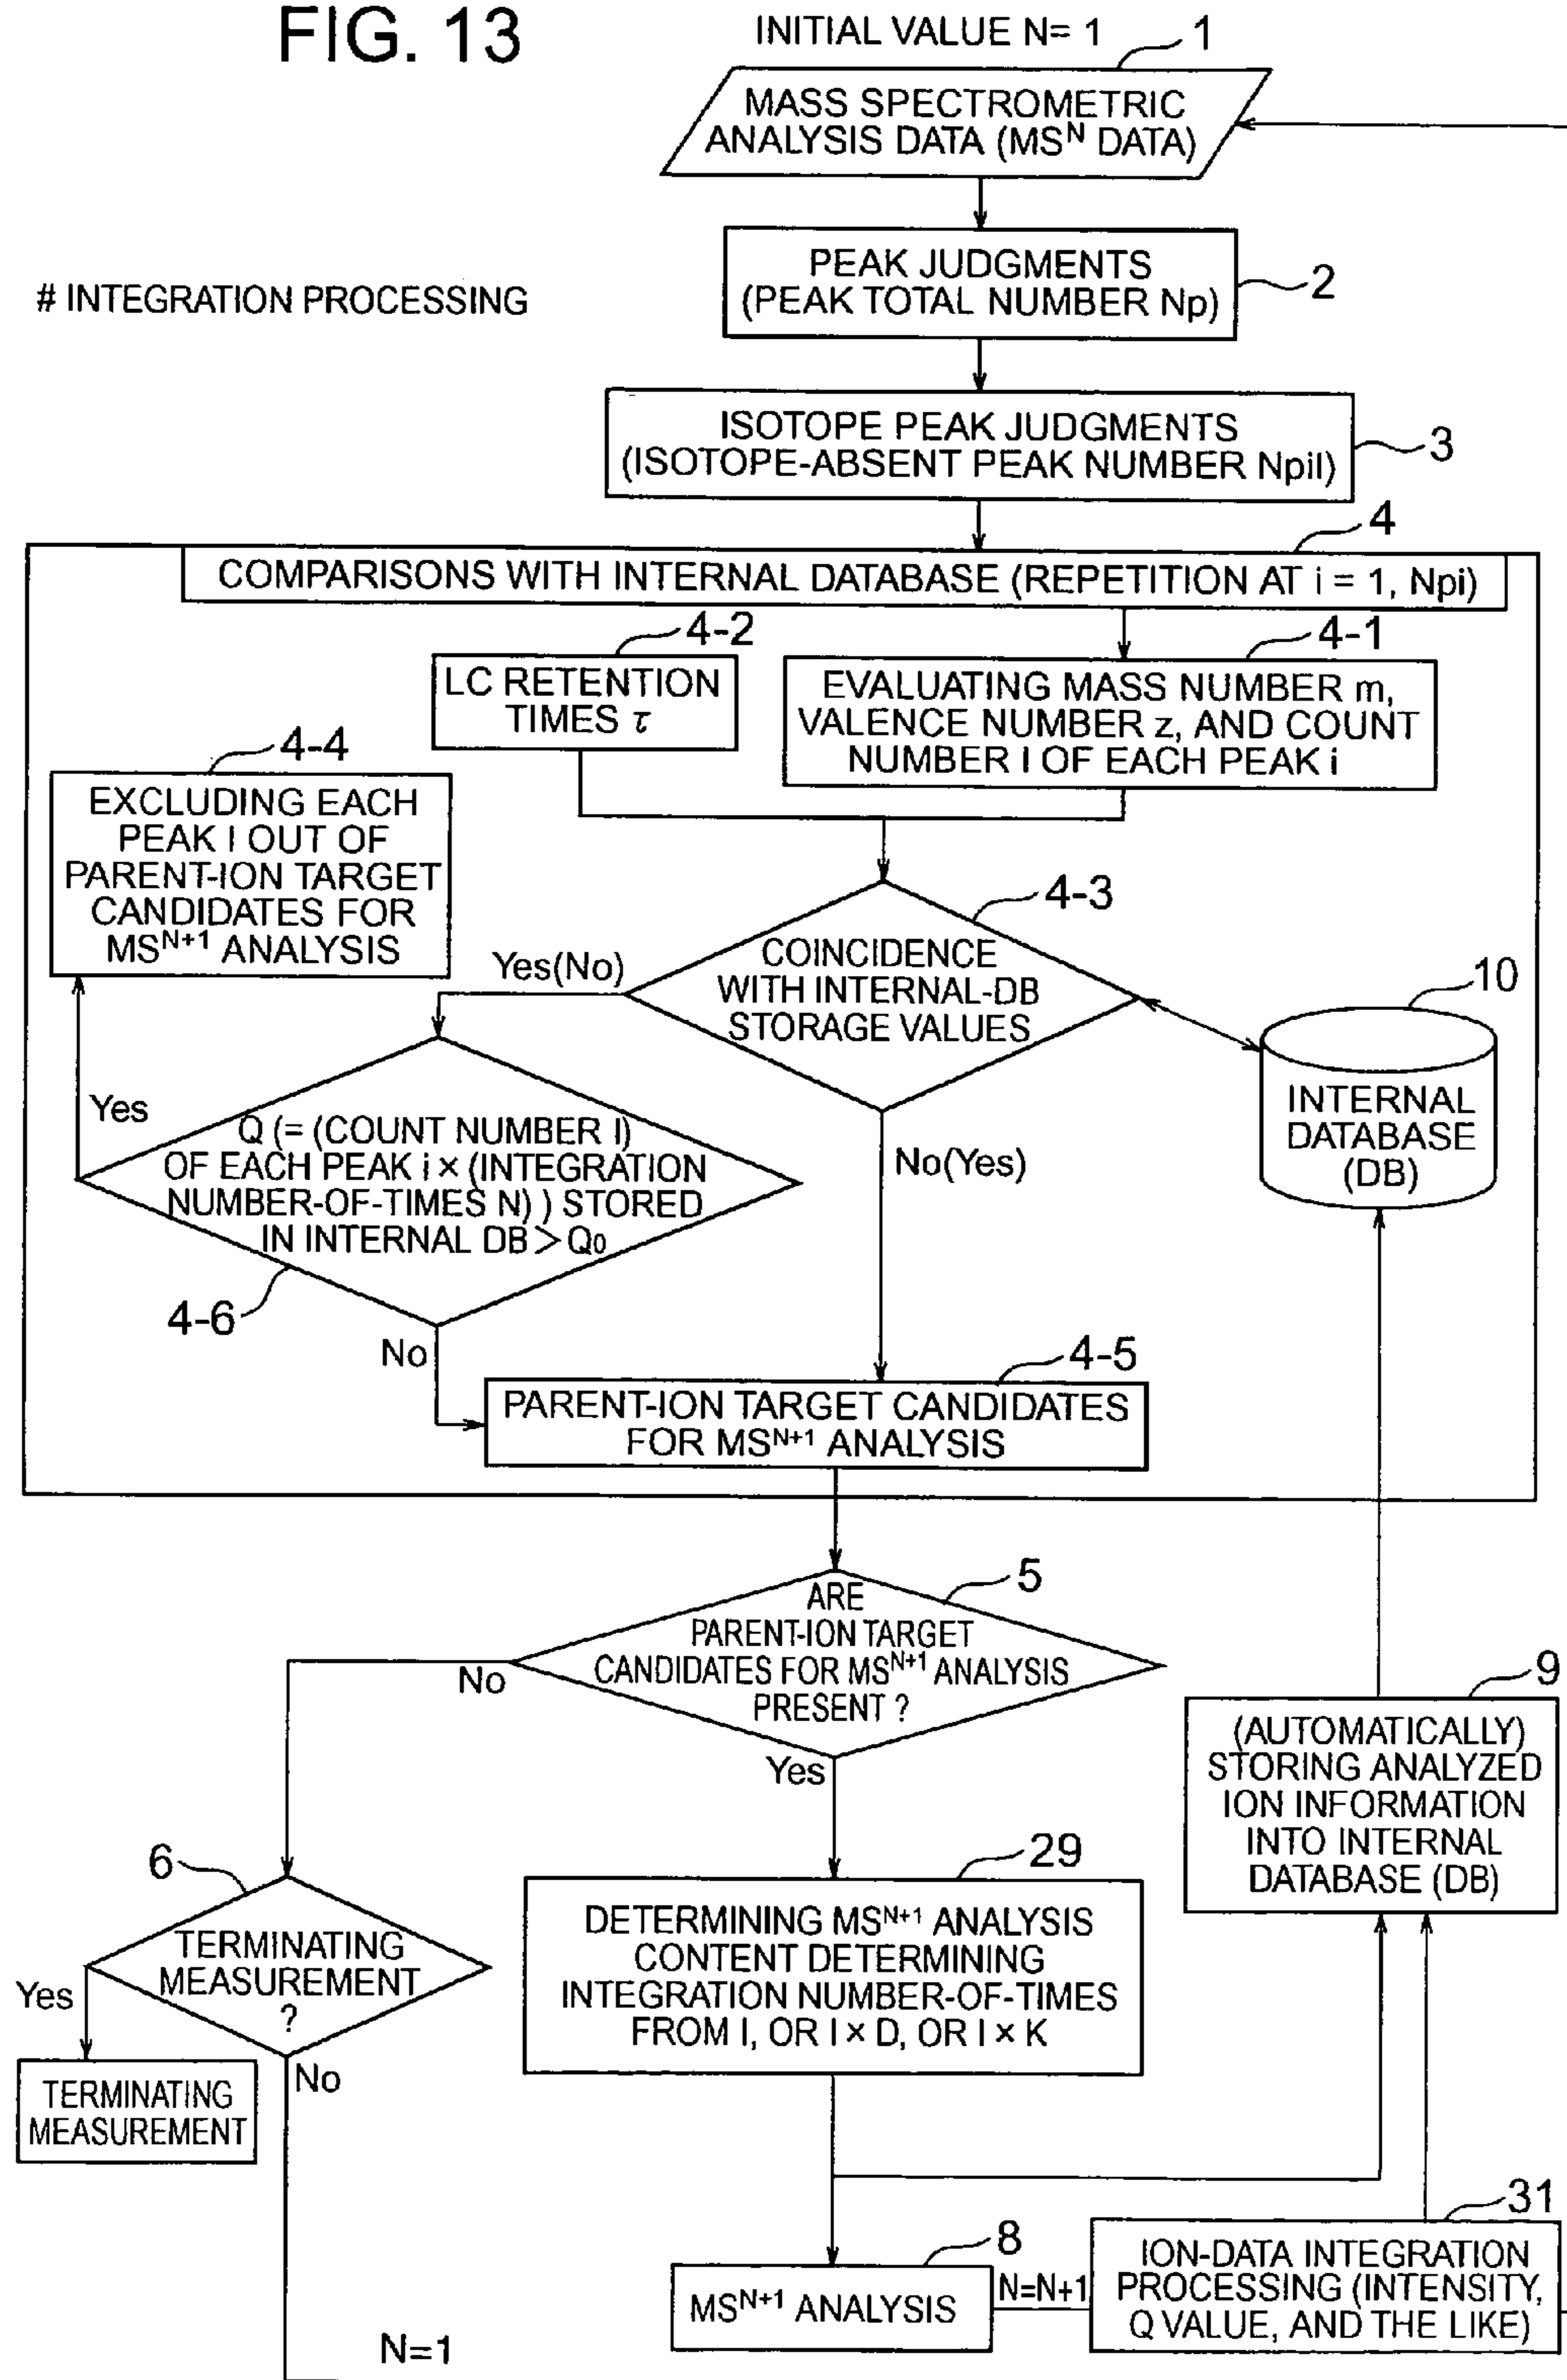 FIG. 13
INITIAL VALUE N= 1
1
MASS SPECTROMETRIC
ANALYSIS DATA (MS^N DATA)
# INTEGRATION PROCESSING
PEAK JUDGMENTS
(PEAK TOTAL NUMBER Np)
2
ISOTOPE PEAK JUDGMENTS
(ISOTOPE-ABSENT PEAK NUMBER Npil)
3
4
COMPARISONS WITH INTERNAL DATABASE (REPETITION AT i = 1, Npi)
4-2
LC RETENTION
TIMES τ
4-1
EVALUATING MASS NUMBER m,
VALENCE NUMBER z, AND COUNT
NUMBER I OF EACH PEAK i
4-4
EXCLUDING EACH
PEAK I OUT OF
PARENT-ION TARGET
CANDIDATES FOR
MS^N+1 ANALYSIS
4-3
COINCIDENCE
WITH INTERNAL-DB
STORAGE VALUES
Yes(No)
10
INTERNAL
DATABASE
(DB)
Yes
Q (= (COUNT NUMBER I)
OF EACH PEAK i × (INTEGRATION
NUMBER-OF-TIMES N) ) STORED
IN INTERNAL DB > Q0
No(Yes)
4-6
No
4-5
PARENT-ION TARGET CANDIDATES
FOR MS^N+1 ANALYSIS
5
ARE
PARENT-ION TARGET
CANDIDATES FOR MS^N+1 ANALYSIS
PRESENT ?
No
Yes
9
(AUTOMATICALLY)
STORING ANALYZED
ION INFORMATION
INTO INTERNAL
DATABASE (DB)
6
TERMINATING
MEASUREMENT
?
Yes
No
TERMINATING
MEASUREMENT
29
DETERMINING MS^N+1 ANALYSIS
CONTENT DETERMINING
INTEGRATION NUMBER-OF-TIMES
FROM I, OR I × D, OR I × K
8
MS^N+1 ANALYSIS
N=N+1
31
ION-DATA INTEGRATION
PROCESSING (INTENSITY,
Q VALUE, AND THE LIKE)
N=1